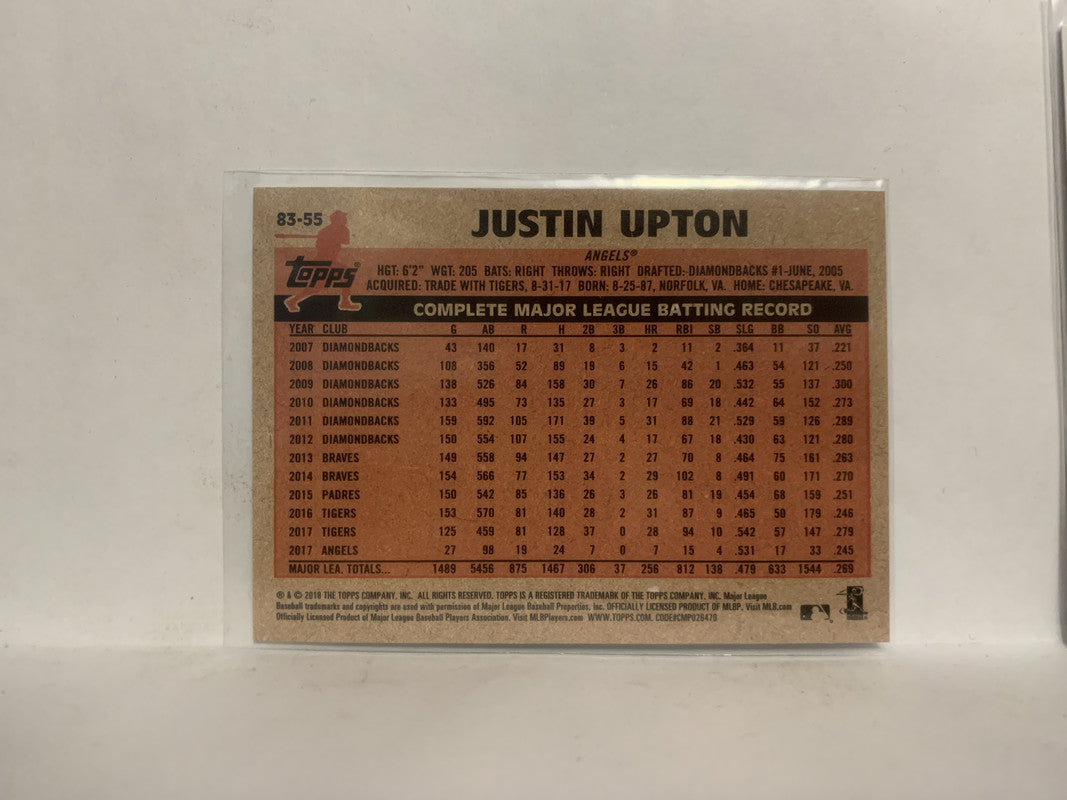 83-55
JUSTIN UPTON
Topps®
ANGELS®
HGT: 6'2" WGT: 205 BATS: RIGHT THROWS: RIGHT DRAFTED: DIAMONDBACKS #1-JUNE, 2005
ACQUIRED: TRADE WITH TIGERS, 8-31-17 BORN: 8-25-87, NORFOLK, VA. HOME: CHESAPEAKE, VA.
COMPLETE MAJOR LEAGUE BATTING RECORD
YEAR CLUB G AB R H 2B 3B HR RBI SB SLG BB SO AVG
2007 DIAMONDBACKS 43 140 17 31 8 3 2 11 2 .364 11 37 .221
2008 DIAMONDBACKS 108 356 52 89 19 6 15 42 1 .463 54 121 .250
2009 DIAMONDBACKS 138 526 84 158 30 7 26 86 20 .532 55 137 .300
2010 DIAMONDBACKS 133 495 73 135 27 3 17 69 18 .442 64 152 .273
2011 DIAMONDBACKS 159 592 105 171 39 5 31 88 21 .529 59 126 .289
2012 DIAMONDBACKS 150 554 107 155 24 4 17 67 18 .430 63 121 .280
2013 BRAVES 149 558 94 147 27 2 27 70 8 .464 75 161 .263
2014 BRAVES 154 566 77 153 34 2 29 102 8 .491 60 171 .270
2015 PADRES 150 542 85 136 26 3 26 81 19 .454 68 159 .251
2016 TIGERS 153 570 81 140 28 2 31 87 9 .465 50 179 .246
2017 TIGERS 125 459 81 128 37 0 28 94 10 .542 57 147 .279
2017 ANGELS 27 98 19 24 7 0 7 15 4 .531 17 33 .245
MAJOR LEA. TOTALS... 1489 5456 875 1467 306 37 256 812 138 .479 633 1544 .269
® & © 2018 THE TOPPS COMPANY, INC. ALL RIGHTS RESERVED. TOPPS IS A REGISTERED TRADEMARK OF THE TOPPS COMPANY, INC. Major League
Baseball trademarks and copyrights are used with permission of Major League Baseball Properties, Inc. OFFICIALLY LICENSED PRODUCT OF MLBP. Visit MLB.com
Officially Licensed Product of Major League Baseball Players Association. Visit MLBPlayers.com WWW.TOPPS.COM. CODE#CMP028479